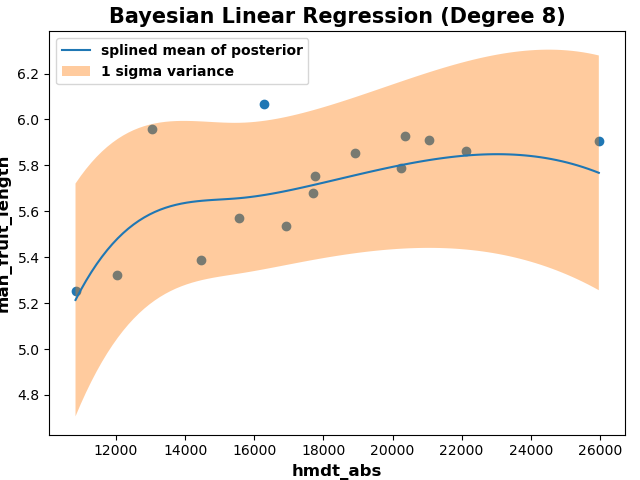 Bayesian Linear Regression (Degree 8)
splined mean of posterior
1 sigma variance
6.2
6.0
5.8
5.6
5.4
5.2
5.0
4.8
man_fruit_length
12000 14000 16000 18000 20000 22000 24000 26000
hmdt_abs